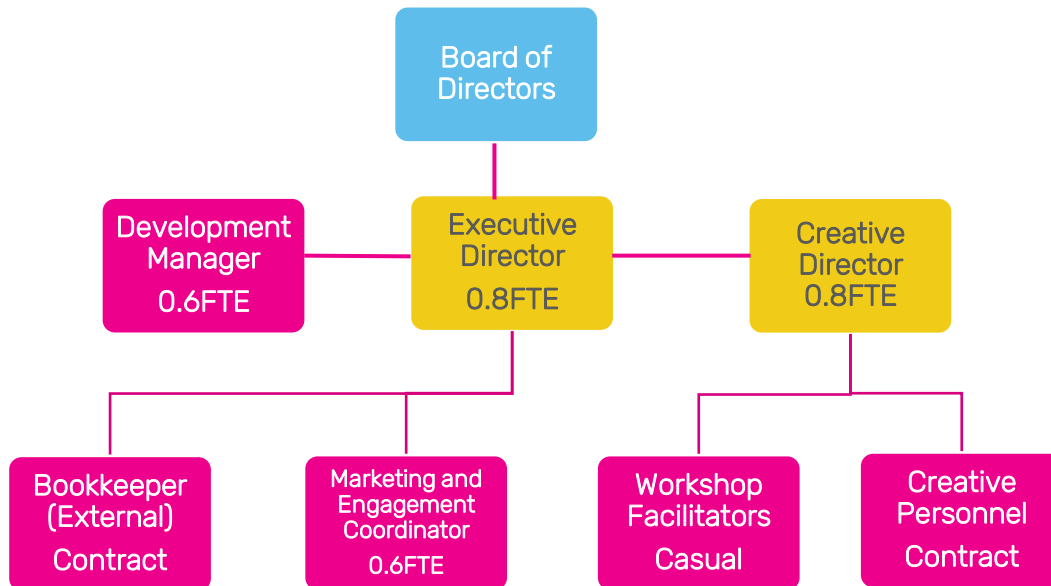 Board of
Directors
Development
Manager
0.6FTE
Executive
Director
0.8FTE
Creative
Director
0.8FTE
Bookkeeper
(External)
Contract
Marketing and
Engagement
Coordinator
0.6FTE
Workshop
Facilitators
Casual
Creative
Personnel
Contract